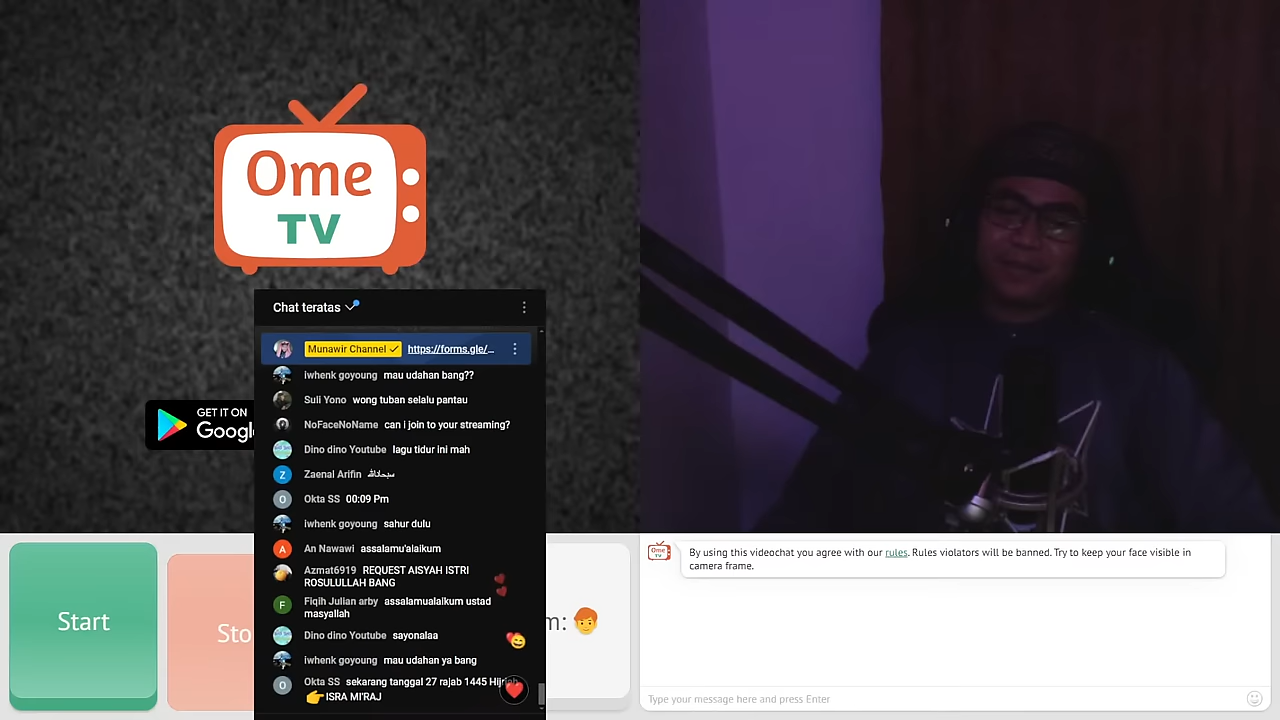 Ome
TV
GET IT ON
Googl
Start
Sto
m:
Chat teratas
Munawir Channel https://forms.gle/...
iwhenk goyoung mau udahan bang??
Suli Yono wong tuban selalu pantau
NoFaceNoName can i join to your streaming?
Dino dino Youtube lagu tidur ini mah
Z Zaenal Arifin
O Okta SS 00:09 Pm
iwhenk goyoung sahur dulu
A An Nawawi assalamu'alaikum
Azmat6919 REQUEST AISYAH ISTRI
ROSULULLAH BANG
F Fiqih Julian arby assalamualaikum ustad
masyallah
Dino dino Youtube sayonalaa
iwhenk goyoung mau udahan ya bang
O Okta SS sekarang tanggal 27 rajab 1445 Hijriah
ISRA MI'RAJ
Ome
TV
By using this videochat you agree with our rules. Rules violators will be banned. Try to keep your face visible in
camera frame.
Type your message here and press Enter